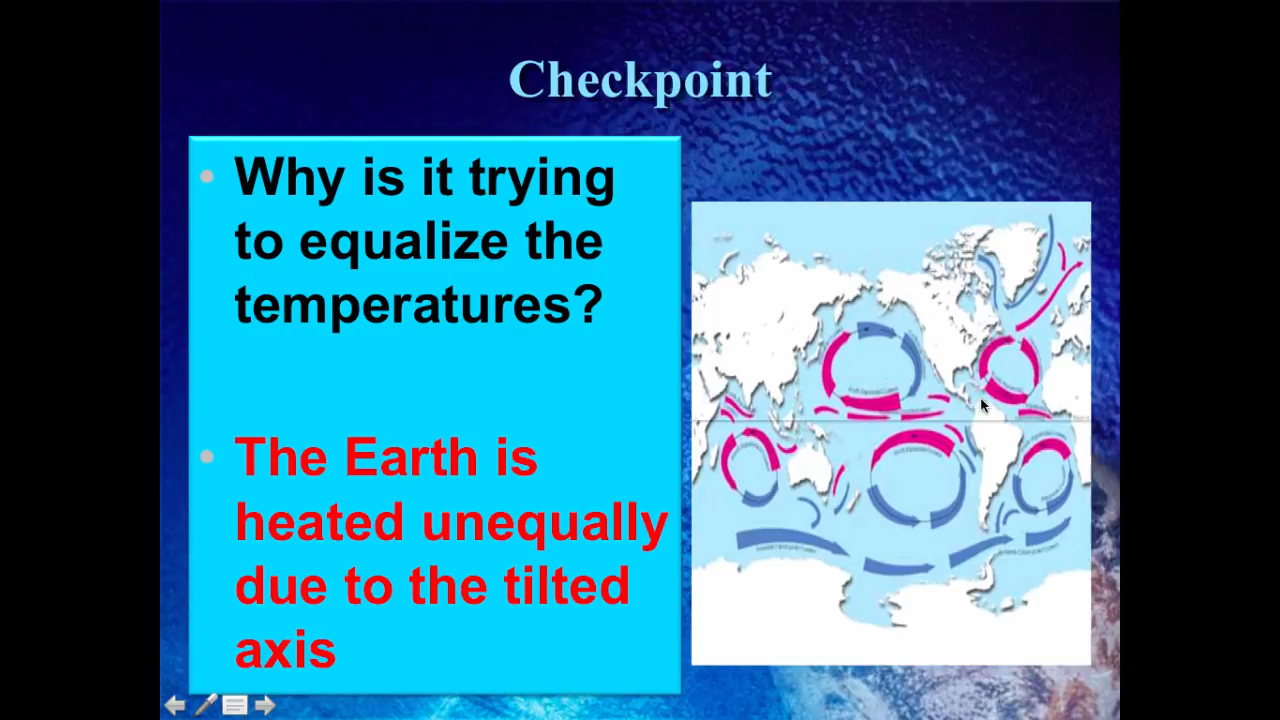 Checkpoint
• Why is it trying
to equalize the
temperatures?
• The Earth is
heated unequally
due to the tilted
axis